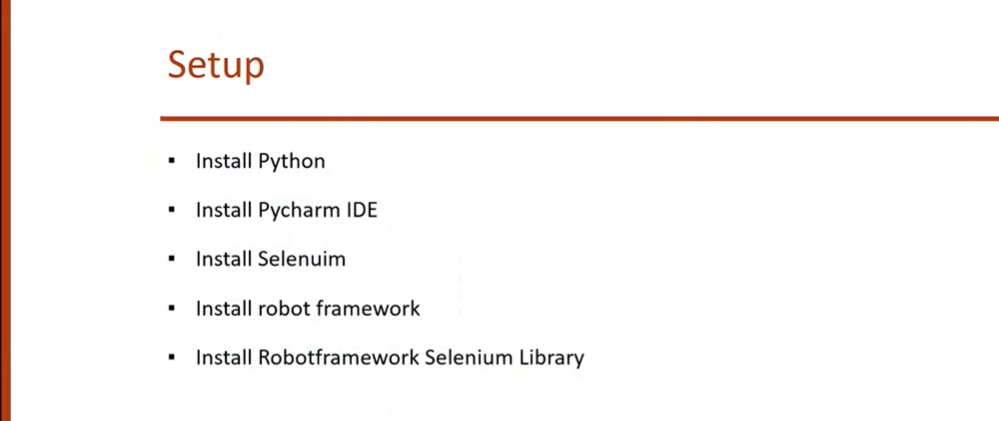 Setup
▪ Install Python
▪ Install Pycharm IDE
▪ Install Selenuim
▪ Install robot framework
▪ Install Robotframework Selenium Library